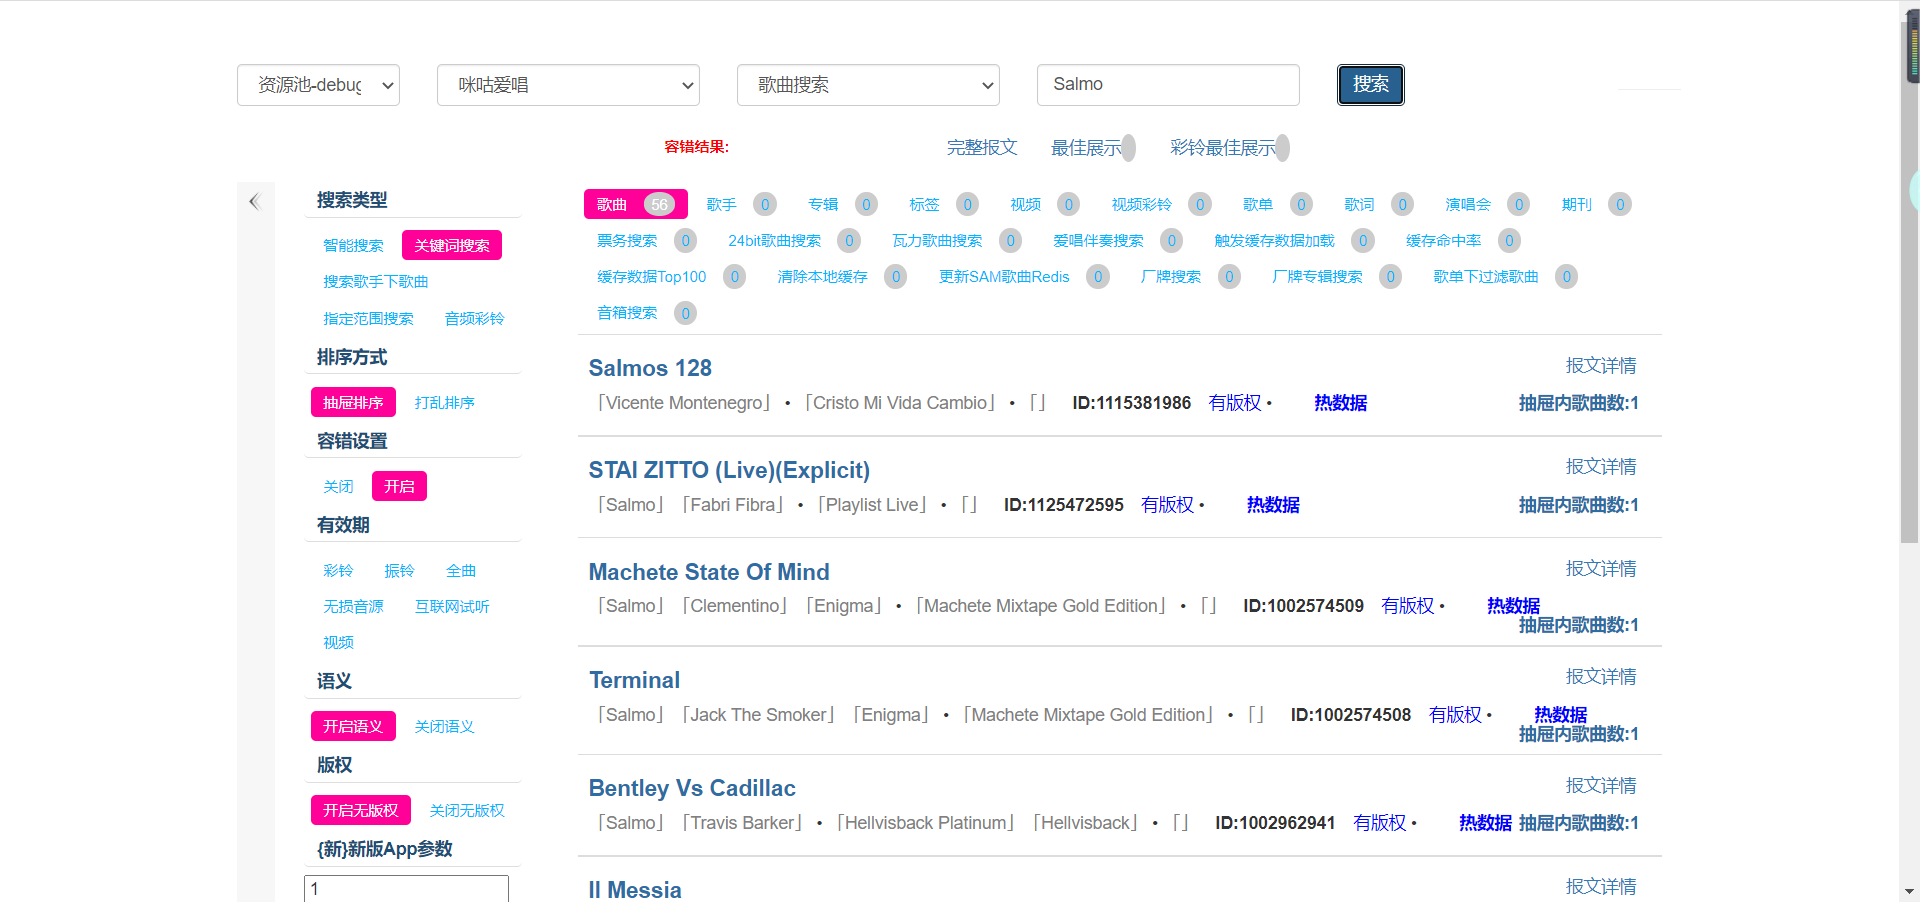 资源池-debug 咪咕爱唱 歌曲搜索 Salmo 搜索
容错结果: 完整报文 最佳展示 彩铃最佳展示
搜索类型
智能搜索 关键词搜索
搜索歌手下歌曲
指定范围搜索 音频彩铃
排序方式
抽屉排序 打乱排序
容错设置
关闭 开启
有效期
彩铃 振铃 全曲
无损音源 互联网试听
视频
语义
开启语义 关闭语义
版权
开启无版权 关闭无版权
{新}新版App参数
1
歌曲 56 歌手 0 专辑 0 标签 0 视频 0 视频彩铃 0 歌单 0 歌词 0 演唱会 0 期刊 0
票务搜索 0 24bit歌曲搜索 0 瓦力歌曲搜索 0 爱唱伴奏搜索 0 触发缓存数据加载 0 缓存命中率 0
缓存数据Top100 0 清除本地缓存 0 更新SAM歌曲Redis 0 厂牌搜索 0 厂牌专辑搜索 0 歌单下过滤歌曲 0
音箱搜索 0
Salmos 128 报文详情
「Vicente Montenegro」 • 「Cristo Mi Vida Cambio」 • 「」 ID:1115381986 有版权 • 热数据 抽屉内歌曲数:1
STAI ZITTO (Live)(Explicit) 报文详情
「Salmo」 「Fabri Fibra」 • 「Playlist Live」 • 「」 ID:1125472595 有版权 • 热数据 抽屉内歌曲数:1
Machete State Of Mind 报文详情
「Salmo」 「Clementino」 「Enigma」 • 「Machete Mixtape Gold Edition」 • 「」 ID:1002574509 有版权 • 热数据
抽屉内歌曲数:1
Terminal 报文详情
「Salmo」 「Jack The Smoker」 「Enigma」 • 「Machete Mixtape Gold Edition」 • 「」 ID:1002574508 有版权 • 热数据
抽屉内歌曲数:1
Bentley Vs Cadillac 报文详情
「Salmo」 「Travis Barker」 • 「Hellvisback Platinum」 「Hellvisback」 • 「」 ID:1002962941 有版权 • 热数据 抽屉内歌曲数:1
Il Messia 报文详情